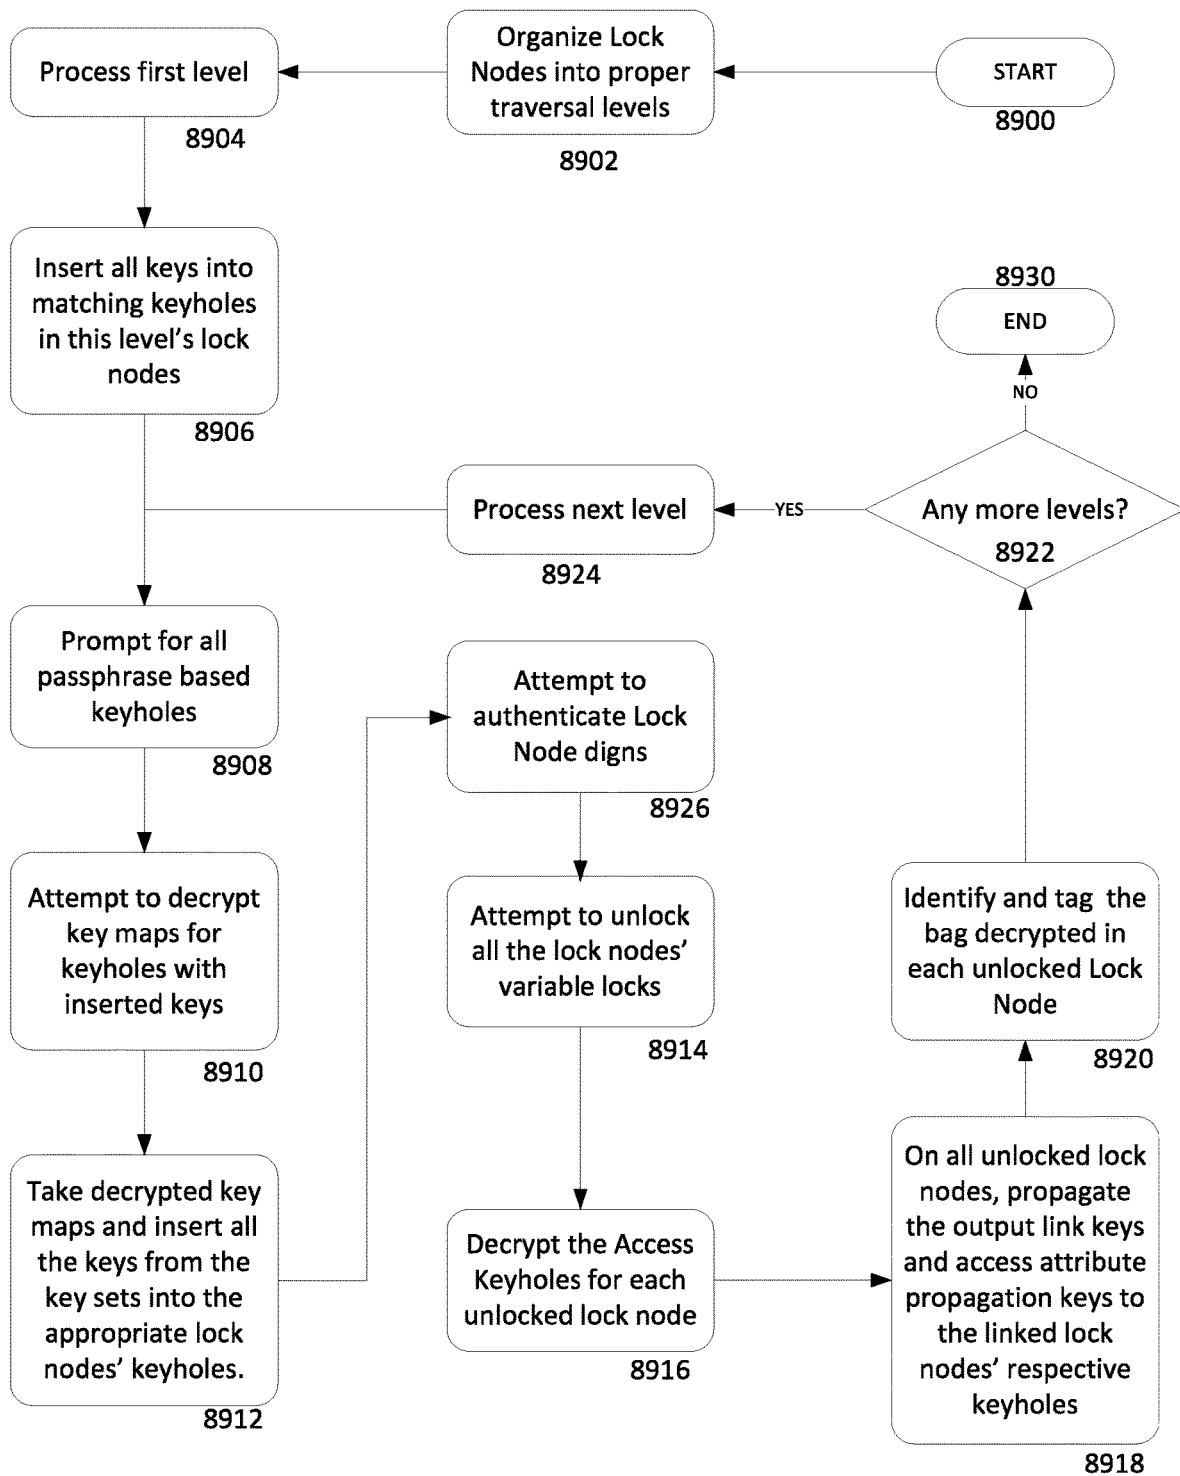 START
8900
Organize Lock
Nodes into proper
traversal levels
8902
Process first level
8904
Insert all keys into
matching keyholes
in this level's lock
nodes
8906
Prompt for all
passphrase based
keyholes
8908
Attempt to decrypt
key maps for
keyholes with
inserted keys
8910
Take decrypted key
maps and insert all
the keys from the
key sets into the
appropriate lock
nodes' keyholes.
8912
Attempt to
authenticate Lock
Node digns
8926
Attempt to unlock
all the lock nodes'
variable locks
8914
Decrypt the Access
Keyholes for each
unlocked lock node
8916
On all unlocked lock
nodes, propagate
the output link keys
and access attribute
propagation keys to
the linked lock
nodes' respective
keyholes
8918
Identify and tag the
bag decrypted in
each unlocked Lock
Node
8920
Any more levels?
8922
YES
Process next level
8924
NO
8930
END